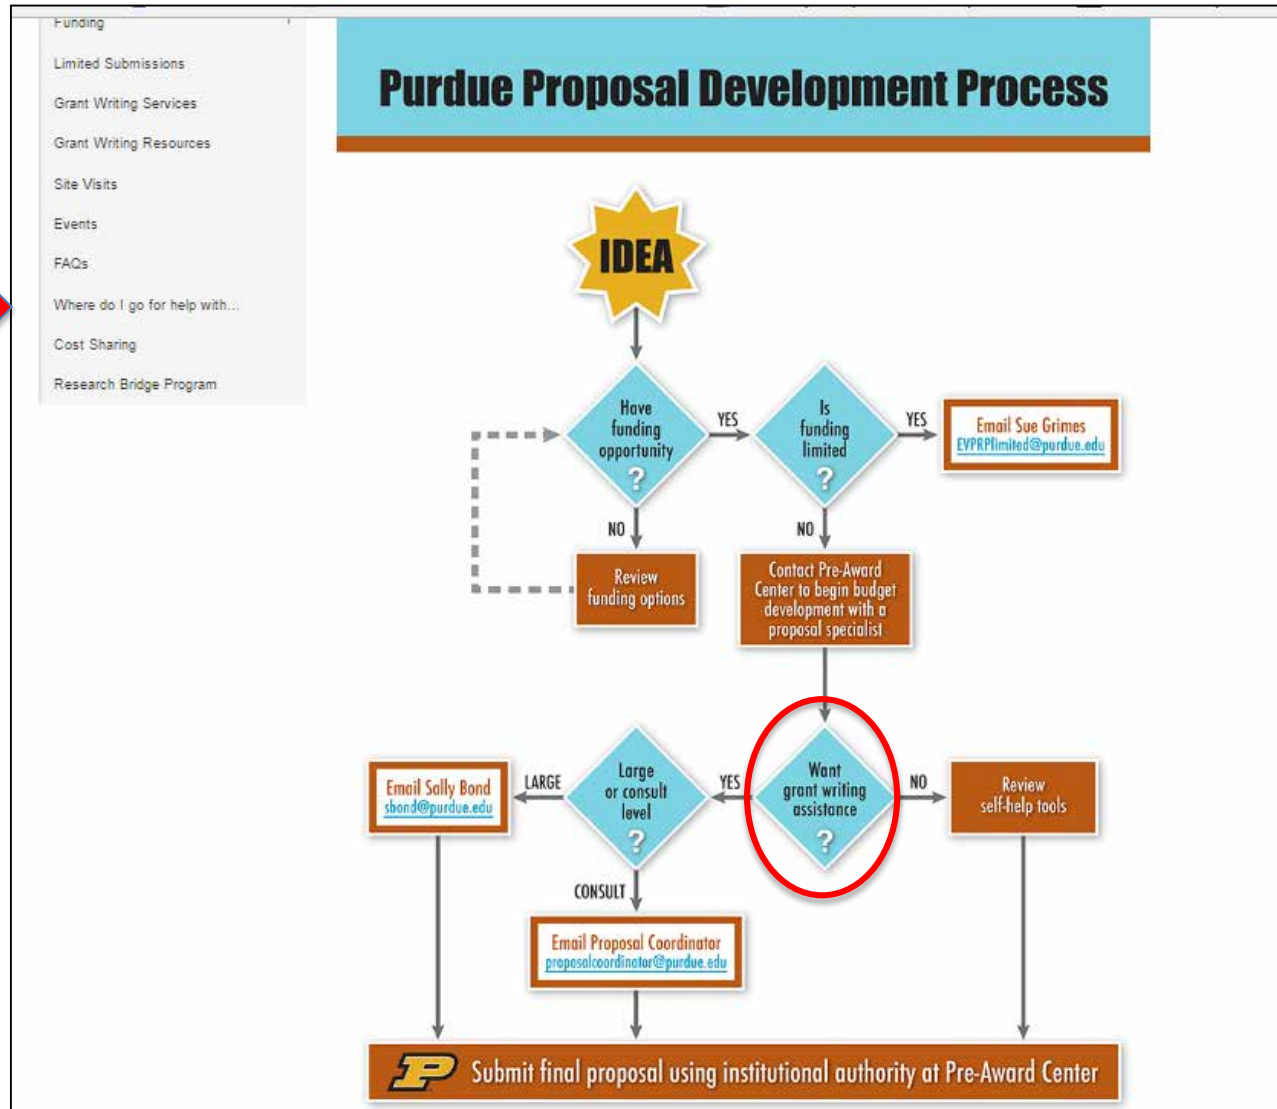 Funding
Limited Submissions
Grant Writing Services
Grant Writing Resources
Site Visits
Events
FAQs
Where do I go for help with...
Cost Sharing
Research Bridge Program
Purdue Proposal Development Process
IDEA
Have
funding
opportunity
?
YES
Is
funding
limited
?
YES
Email Sue Grimes
EVPRPlimited@purdue.edu
NO
Review
funding options
NO
Contact Pre-Award
Center to begin budget
development with a
proposal specialist
Want
grant writing
assistance
?
NO
Review
self-help tools
YES
Large
or consult
level
?
LARGE
Email Sally Bond
sbond@purdue.edu
CONSULT
Email Proposal Coordinator
proposalcoordinator@purdue.edu
P Submit final proposal using institutional authority at Pre-Award Center